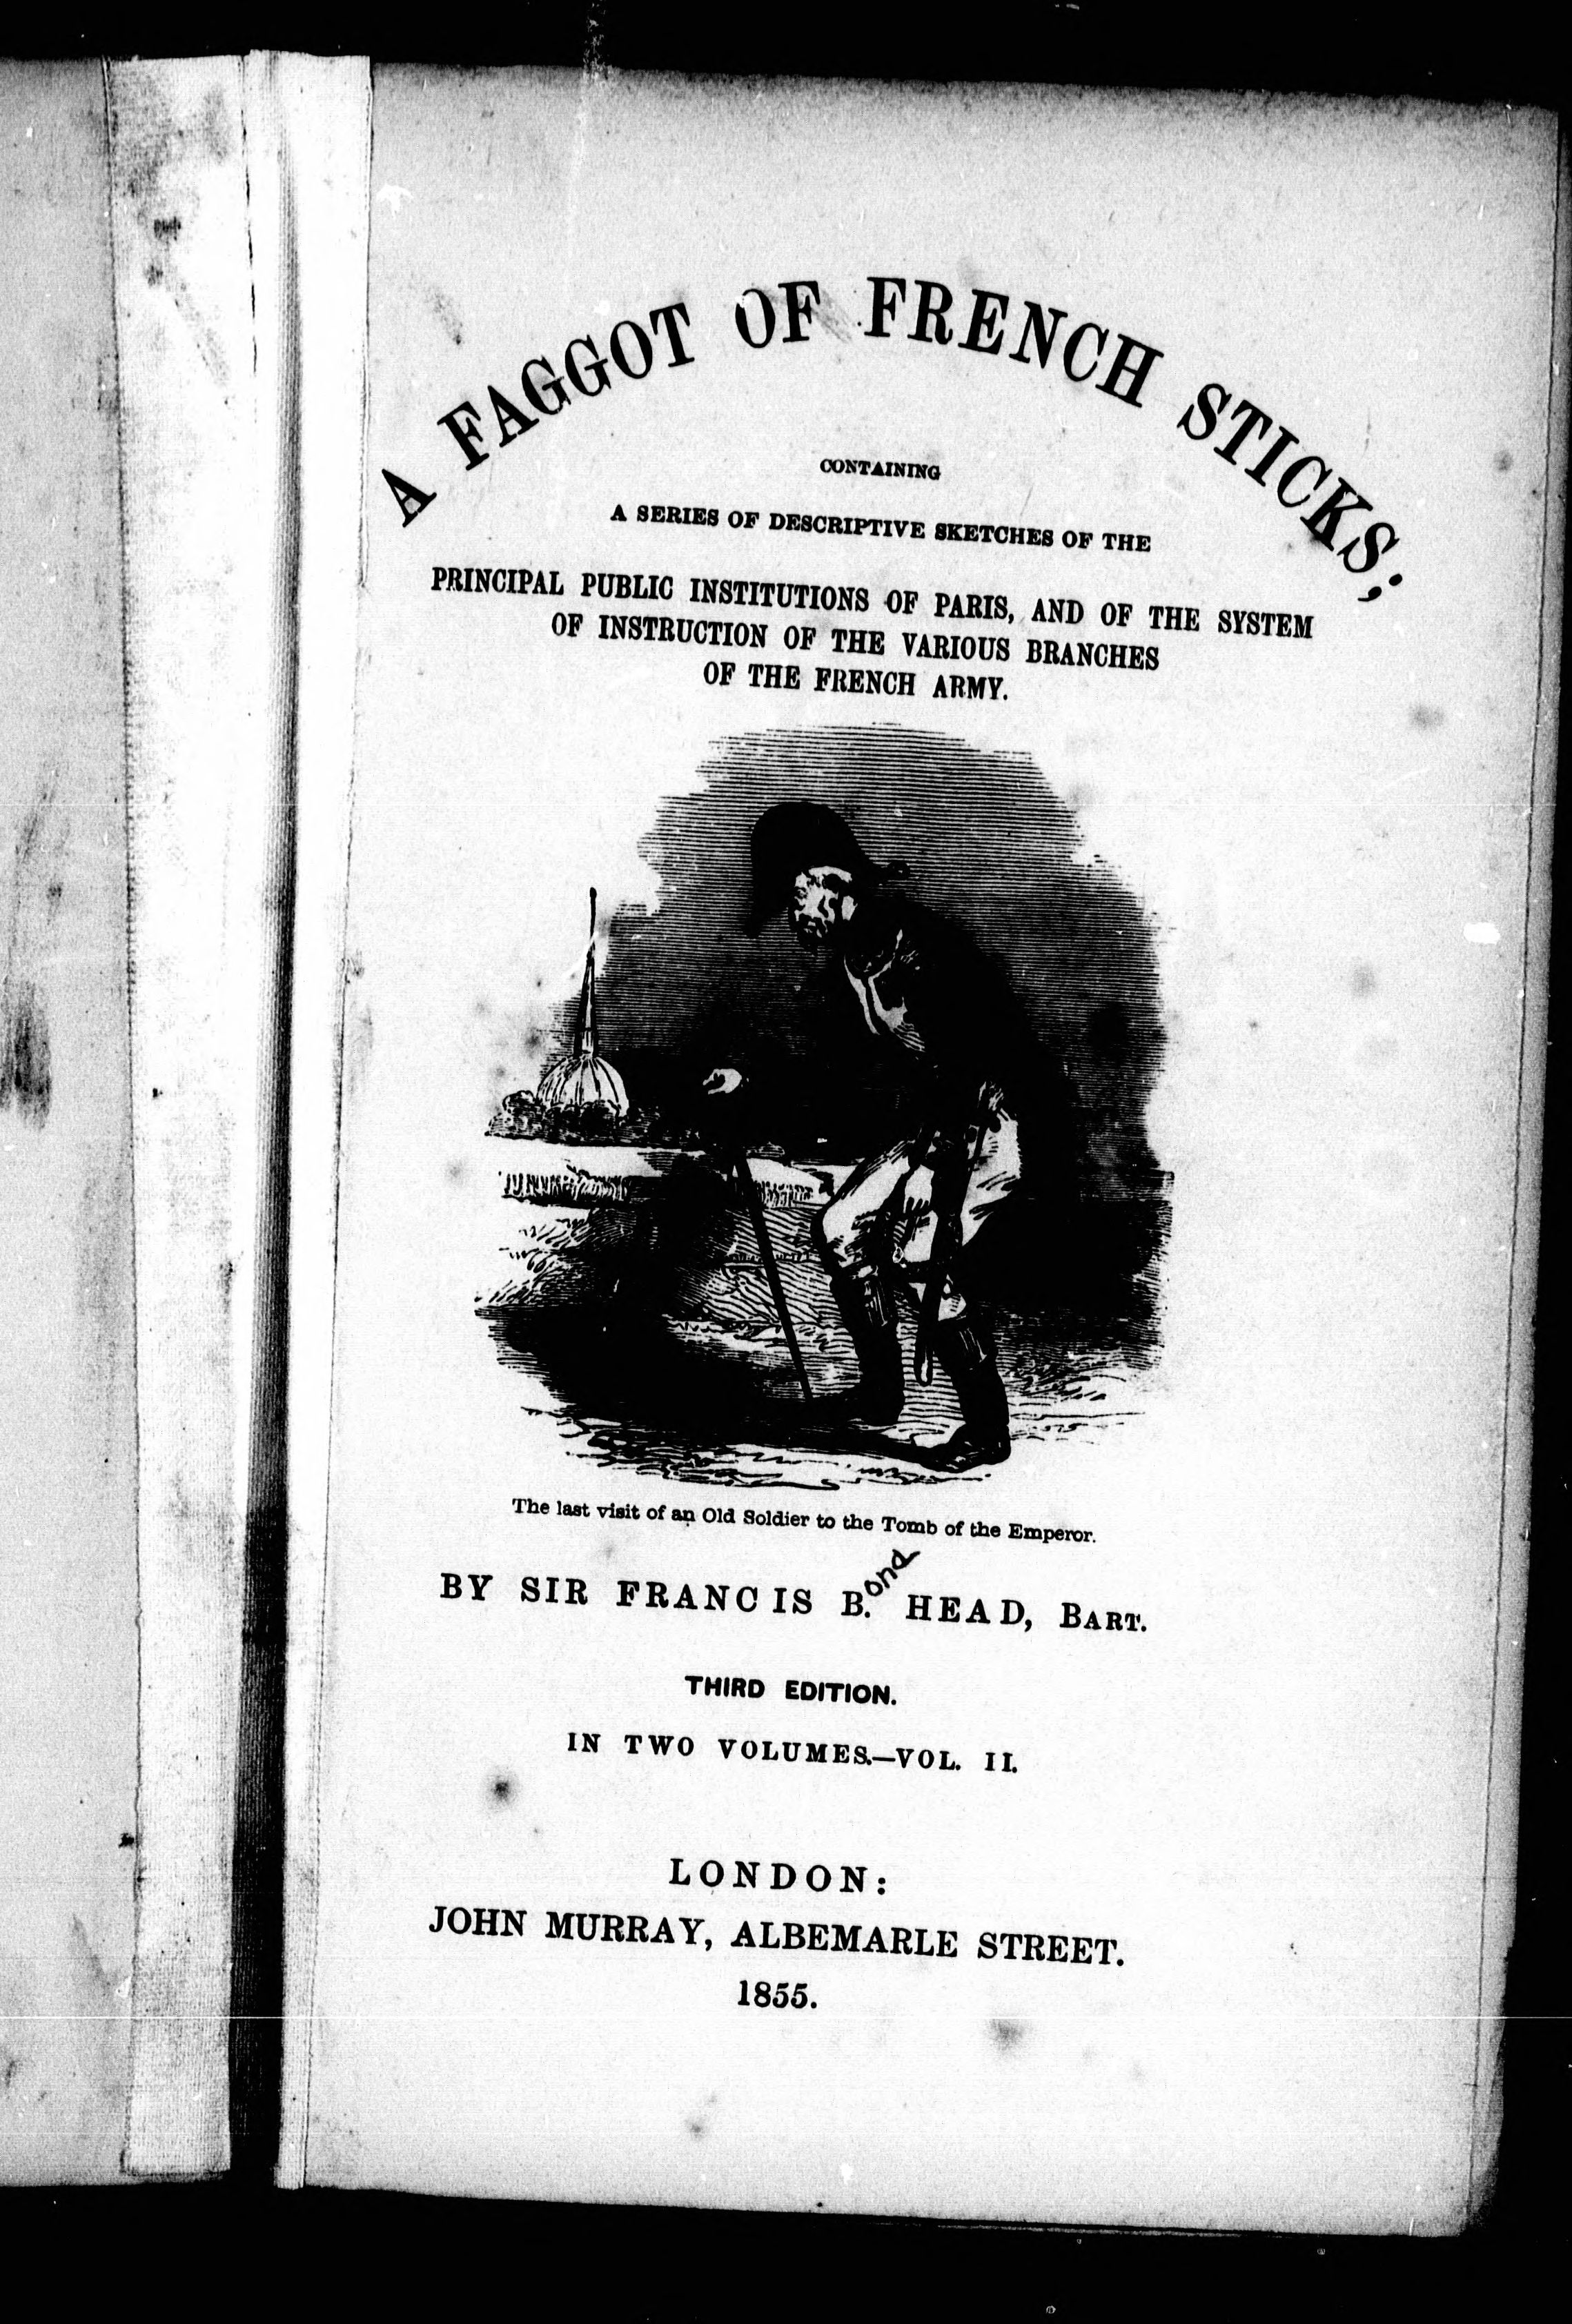 A FAGGOT OF FRENCH STICKS;
CONTAINING
A SERIES OF DESCRIPTIVE SKETCHES OF THE
PRINCIPAL PUBLIC INSTITUTIONS OF PARIS, AND OF THE SYSTEM
OF INSTRUCTION OF THE VARIOUS BRANCHES
OF THE FRENCH ARMY.
The last visit of an Old Soldier to the Tomb of the Emperor.
ond
BY SIR FRANCIS B. HEAD, BART.
THIRD EDITION.
IN TWO VOLUMES.—VOL. II.
LONDON:
JOHN MURRAY, ALBEMARLE STREET.
1855.